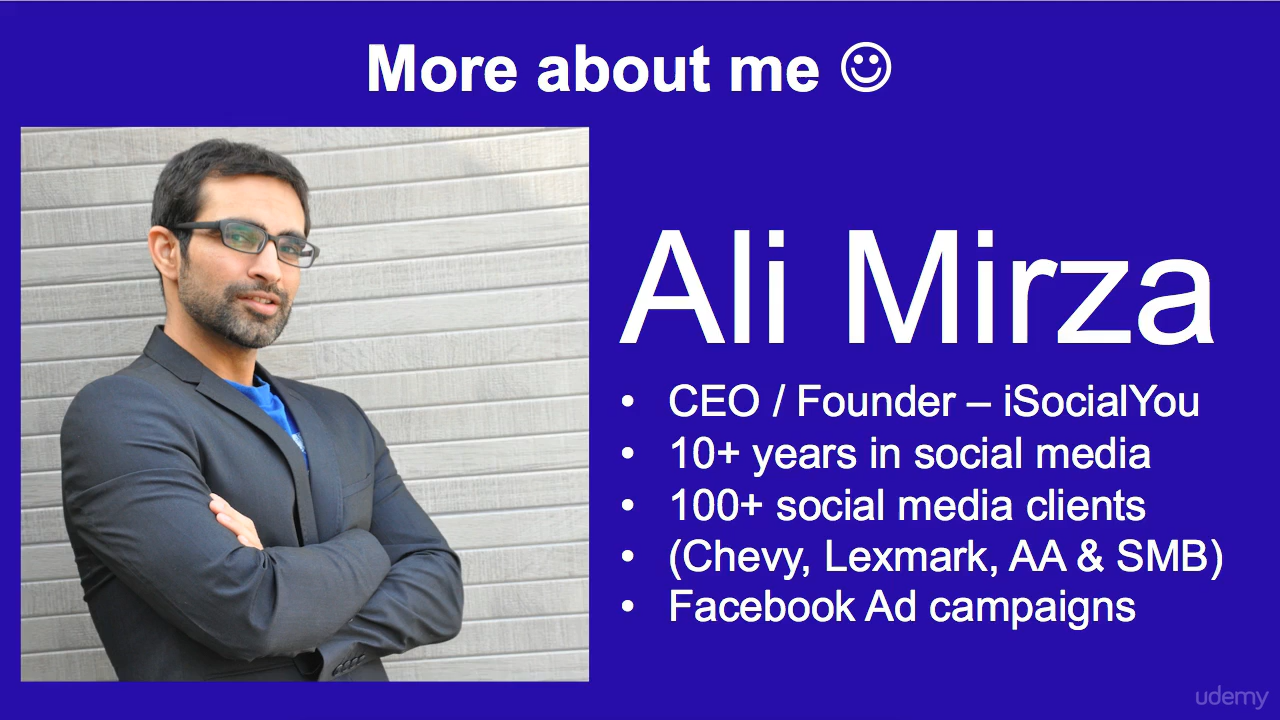 More about me ☺
Ali Mirza
• CEO / Founder – iSocialYou
• 10+ years in social media
• 100+ social media clients
• (Chevy, Lexmark, AA & SMB)
• Facebook Ad campaigns
udemy